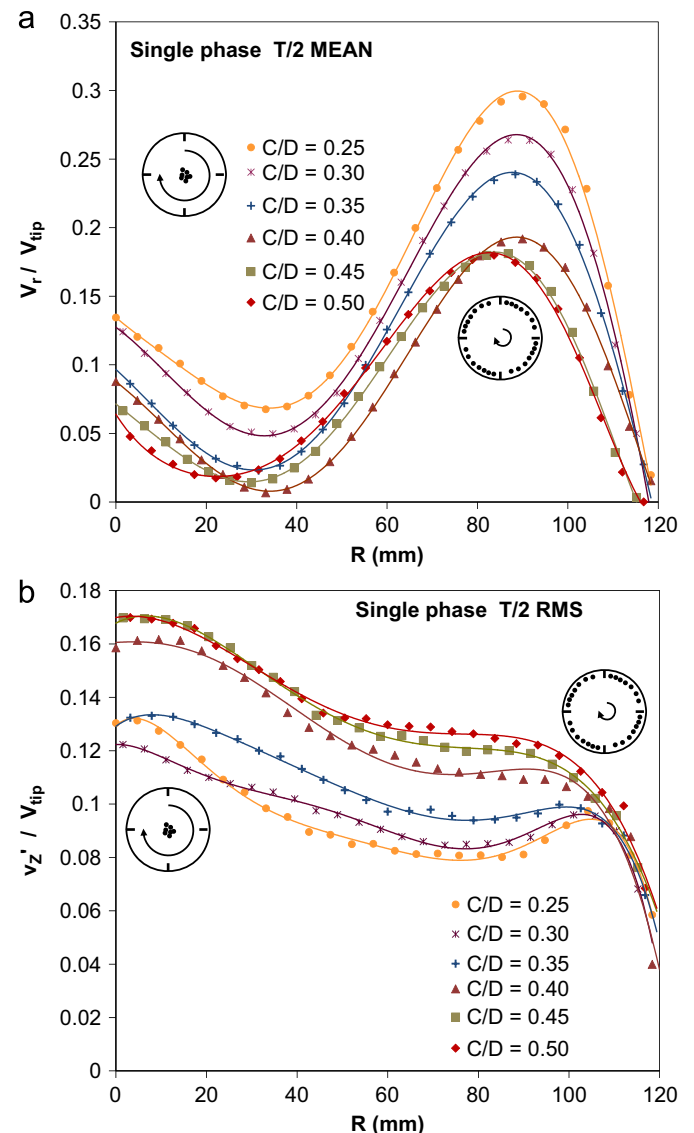 a
Single phase T/2 MEAN
0.35
0.3
0.25
0.2
0.15
0.1
0.05
0
V_r / V_tip
C/D = 0.25
C/D = 0.30
C/D = 0.35
C/D = 0.40
C/D = 0.45
C/D = 0.50
0 20 40 60 80 100 120
R (mm)
b
Single phase T/2 RMS
0.18
0.16
0.14
0.12
0.1
0.08
0.06
0.04
0.02
0
v_Z' / V_tip
C/D = 0.25
C/D = 0.30
C/D = 0.35
C/D = 0.40
C/D = 0.45
C/D = 0.50
0 20 40 60 80 100 120
R (mm)